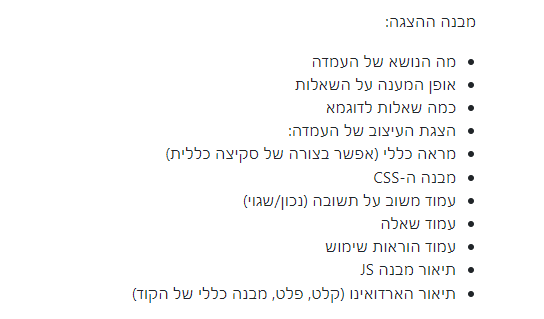 מבנה ההצגה:
• מה הנושא של העמדה
• אופן המענה על השאלות
• כמה שאלות לדוגמא
• הצגת העיצוב של העמדה:
• מראה כללי (אפשר בצורה של סקיצה כללית)
• מבנה ה-CSS
• עמוד משוב על תשובה (נכון/שגוי)
• עמוד שאלה
• עמוד הוראות שימוש
• תיאור מבנה JS
• תיאור הארדואינו (קלט, פלט, מבנה כללי של הקוד)